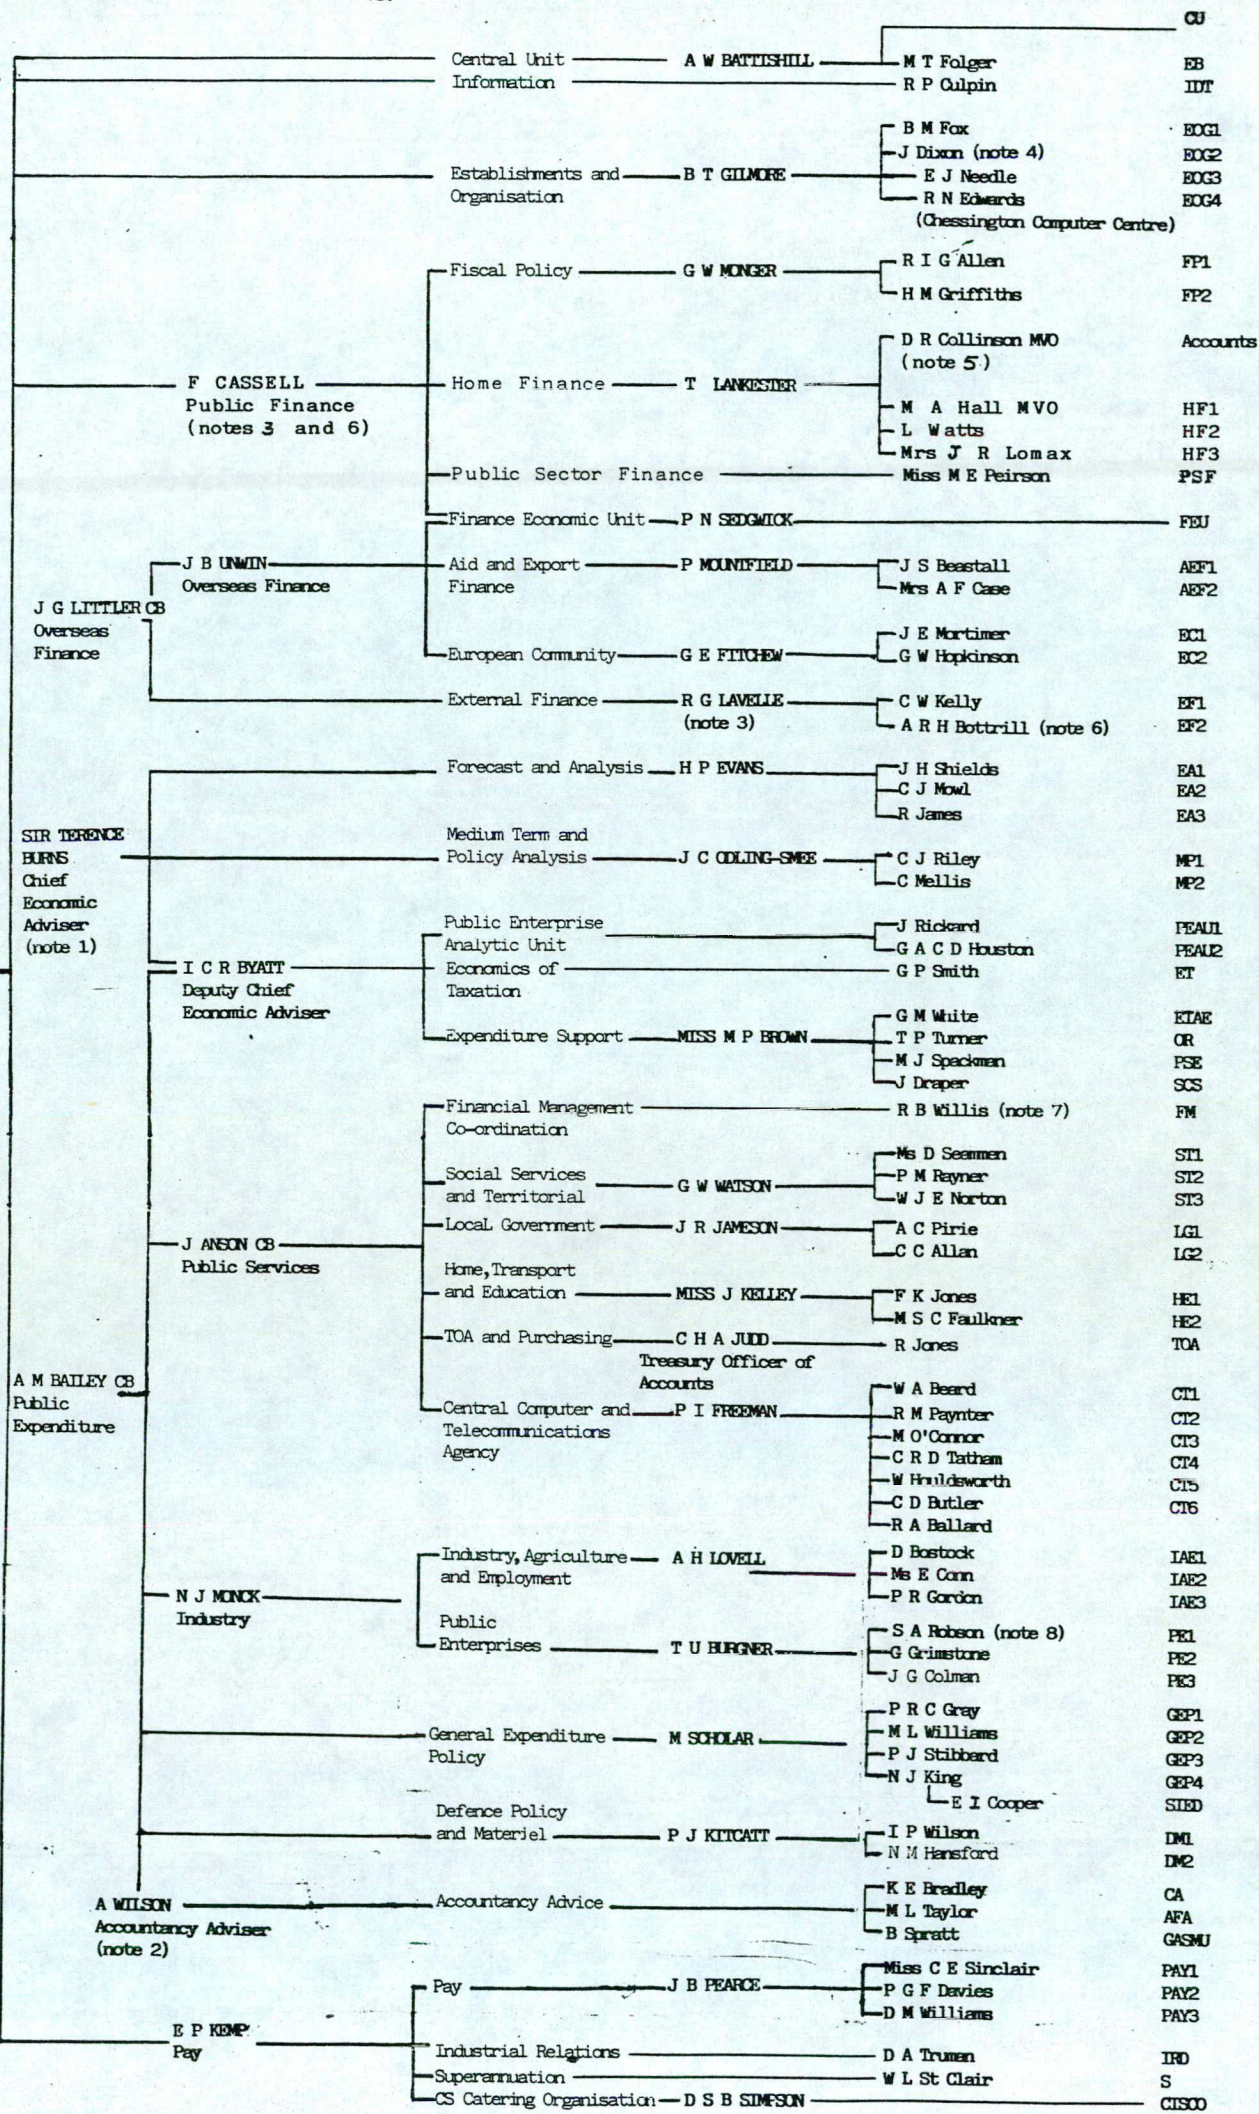 CU
Central Unit A W BATTISHILL M T Folger EB
Information R P Culpin IDT
B M Fox EOG1
J Dixon (note 4) EOG2
Establishments and B T GILMORE E J Needle EOG3
Organisation R N Edwards EOG4
(Chessington Computer Centre)
Fiscal Policy G W MONGER R I G Allen FP1
H M Griffiths FP2
D R Collinson MVO Accounts
(note 5)
F CASSELL Home Finance T LANKESTER
Public Finance M A Hall MVO HF1
(notes 3 and 6) L Watts HF2
Mrs J R Lomax HF3
Public Sector Finance Miss M E Peirson PSF
Finance Economic Unit P N SEDGWICK FEU
J B UNWIN Aid and Export P MOUNTFIELD J S Beastall AEF1
Overseas Finance Finance Mrs A F Case AEF2
J G LITTLER CB
Overseas
Finance
J E Mortimer EC1
European Community G E FITCHEW G W Hopkinson EC2
External Finance R G LAVELLE C W Kelly EF1
(note 3) A R H Bottrill (note 6) EF2
Forecast and Analysis H P EVANS J H Shields EA1
C J Mowl EA2
R James EA3
SIR TERENCE
BURNS
Chief
Economic
Adviser
(note 1)
Medium Term and
Policy Analysis J C ODLING-SMEE C J Riley MP1
C Mellis MP2
Public Enterprise J Rickard PEAU1
Analytic Unit G A C D Houston PEAU2
I C R BYATT Economics of G P Smith ET
Deputy Chief Taxation
Economic Adviser
G M White ETAE
Expenditure Support MISS M P BROWN T P Turner OR
M J Spackman PSE
J Draper SCS
Financial Management R B Willis (note 7) FM
Co-ordination
Ms D Seammen ST1
Social Services G W WATSON P M Rayner ST2
and Territorial W J E Norton ST3
Local Government J R JAMESON A C Pirie LG1
J ANSON CB C C Allan LG2
Public Services
Home, Transport
and Education MISS J KELLEY F K Jones HE1
M S C Faulkner HE2
TOA and Purchasing C H A JUDD R Jones TOA
Treasury Officer of
Accounts
A M BAILEY CB
Public
Expenditure
W A Beard CT1
Central Computer and P I FREEMAN R M Paynter CT2
Telecommunications M O'Connor CT3
Agency C R D Tatham CT4
W Houldsworth CT5
C D Butler CT6
R A Ballard
Industry, Agriculture A H LOVELL D Bostock IAE1
and Employment Ms E Conn IAE2
N J MONCK P R Gordon IAE3
Industry
Public S A Robson (note 8) PE1
Enterprises T U BURGNER G Grimstone PE2
J G Colman PE3
P R C Gray GEP1
General Expenditure M SCHOLAR M L Williams GEP2
Policy P J Stibbard GEP3
N J King GEP4
E I Cooper STED
Defence Policy
and Materiel P J KITCATT I P Wilson DM1
N M Hansford DM2
K E Bradley CA
A WILSON Accountancy Advice M L Taylor AFA
Accountancy Adviser B Spratt GASMU
(note 2)
Miss C E Sinclair PAY1
Pay J B PEARCE P G F Davies PAY2
D M Williams PAY3
E P KEMP
Pay
Industrial Relations D A Truman IRD
Superannuation W L St Clair S
CS Catering Organisation D S B SIMPSON CISCO